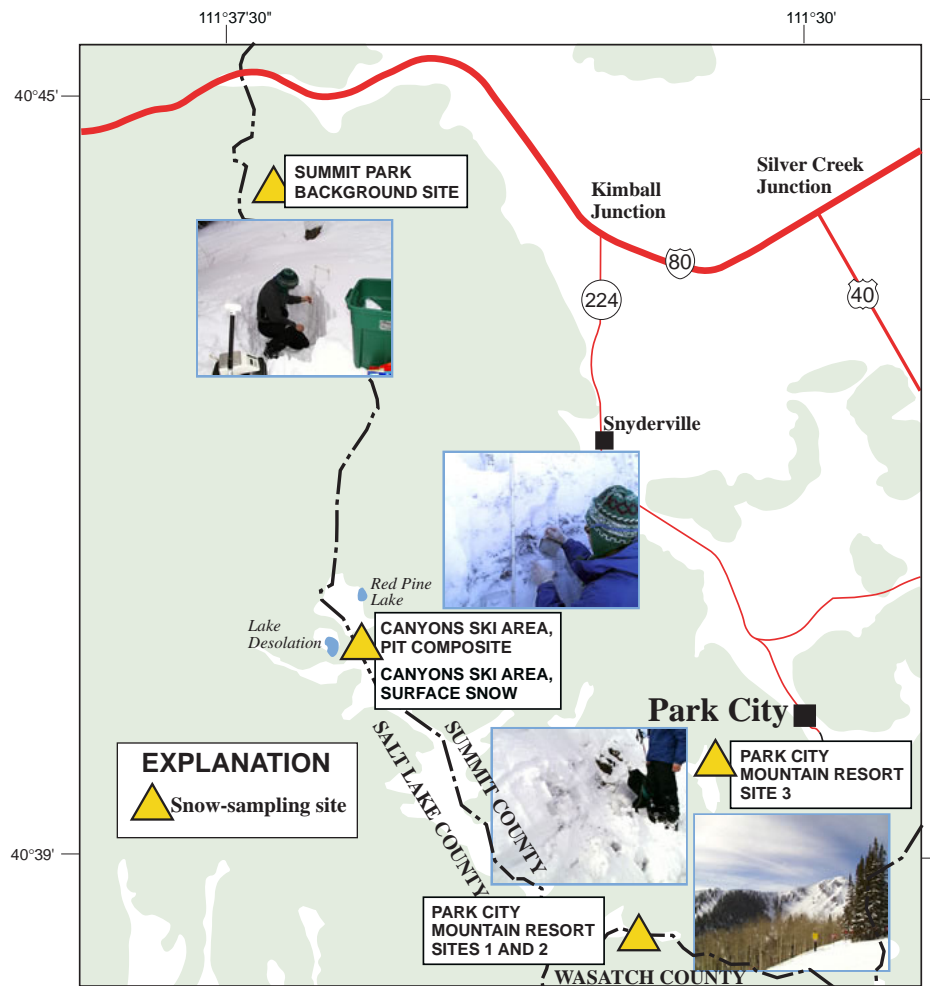 111°37'30"
111°30'
40°45'
SUMMIT PARK
BACKGROUND SITE
Kimball
Junction
Silver Creek
Junction
80
224
40
Snyderville
Red Pine
Lake
Lake
Desolation
CANYONS SKI AREA,
PIT COMPOSITE
CANYONS SKI AREA,
SURFACE SNOW
Park City
SALT LAKE COUNTY
SUMMIT COUNTY
EXPLANATION
Snow-sampling site
PARK CITY
MOUNTAIN RESORT
SITE 3
40°39'
PARK CITY
MOUNTAIN RESORT
SITES 1 AND 2
WASATCH COUNTY